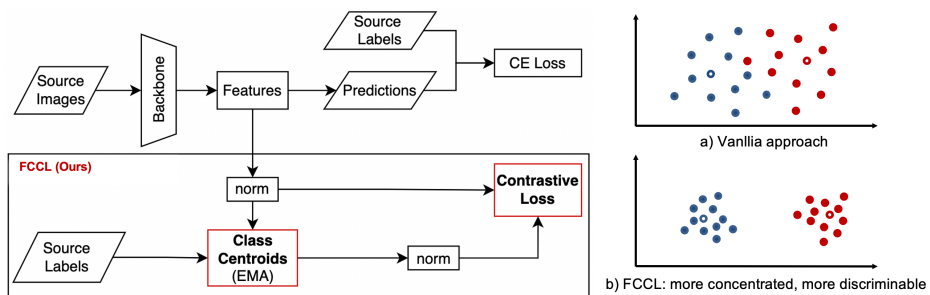 Source
Images
Backbone
Features
Source
Labels
Predictions
CE Loss
FCCL (Ours)
norm
Contrastive
Loss
Source
Labels
Class
Centroids
(EMA)
norm
a) Vanllia approach
b) FCCL: more concentrated, more discriminable